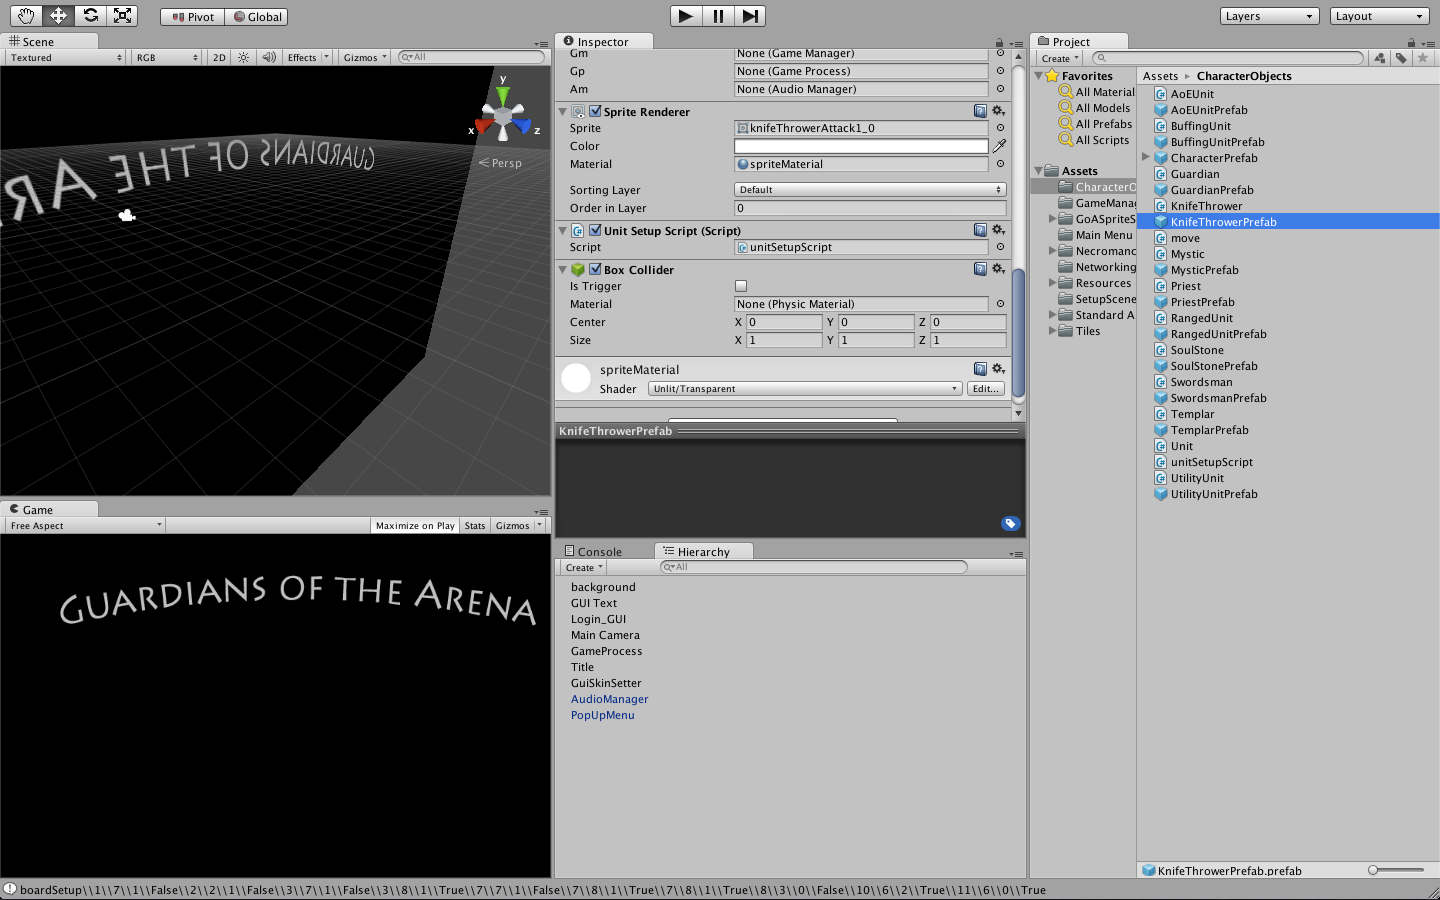 Pivot Global Layers Layout
Scene
Textured RGB 2D Effects Gizmos All
y
x z
Persp
GUARDIANS OF THE AR
Game
Free Aspect Maximize on Play Stats Gizmos
GUARDIANS OF THE ARENA
Inspector
Gm None (Game Manager)
Gp None (Game Process)
Am None (Audio Manager)
Sprite Renderer
Sprite knifeThrowerAttack1_0
Color
Material spriteMaterial
Sorting Layer Default
Order in Layer 0
Unit Setup Script (Script)
Script unitSetupScript
Box Collider
Is Trigger
Material None (Physic Material)
Center X 0 Y 0 Z 0
Size X 1 Y 1 Z 1
spriteMaterial
Shader Unlit/Transparent Edit...
KnifeThrowerPrefab
Console Hierarchy
Create All
background
GUI Text
Login_GUI
Main Camera
GameProcess
Title
GuiSkinSetter
AudioManager
PopUpMenu
Project
Create
Favorites
All Material
All Models
All Prefabs
All Scripts
Assets
CharacterO
GameManag
GoASpriteS
Main Menu
Necromanc
Networking
Resources
SetupScene
Standard A
Tiles
Assets CharacterObjects
AoEUnit
AoEUnitPrefab
BuffingUnit
BuffingUnitPrefab
CharacterPrefab
Guardian
GuardianPrefab
KnifeThrower
KnifeThrowerPrefab
move
Mystic
MysticPrefab
Priest
PriestPrefab
RangedUnit
RangedUnitPrefab
SoulStone
SoulStonePrefab
Swordsman
SwordsmanPrefab
Templar
TemplarPrefab
Unit
unitSetupScript
UtilityUnit
UtilityUnitPrefab
KnifeThrowerPrefab.prefab
boardSetup\\1\\7\\1\\False\\2\\2\\1\\False\\3\\7\\1\\False\\3\\8\\1\\True\\7\\7\\1\\False\\7\\8\\1\\True\\7\\8\\1\\True\\8\\3\\0\\False\\10\\6\\2\\True\\11\\6\\0\\True